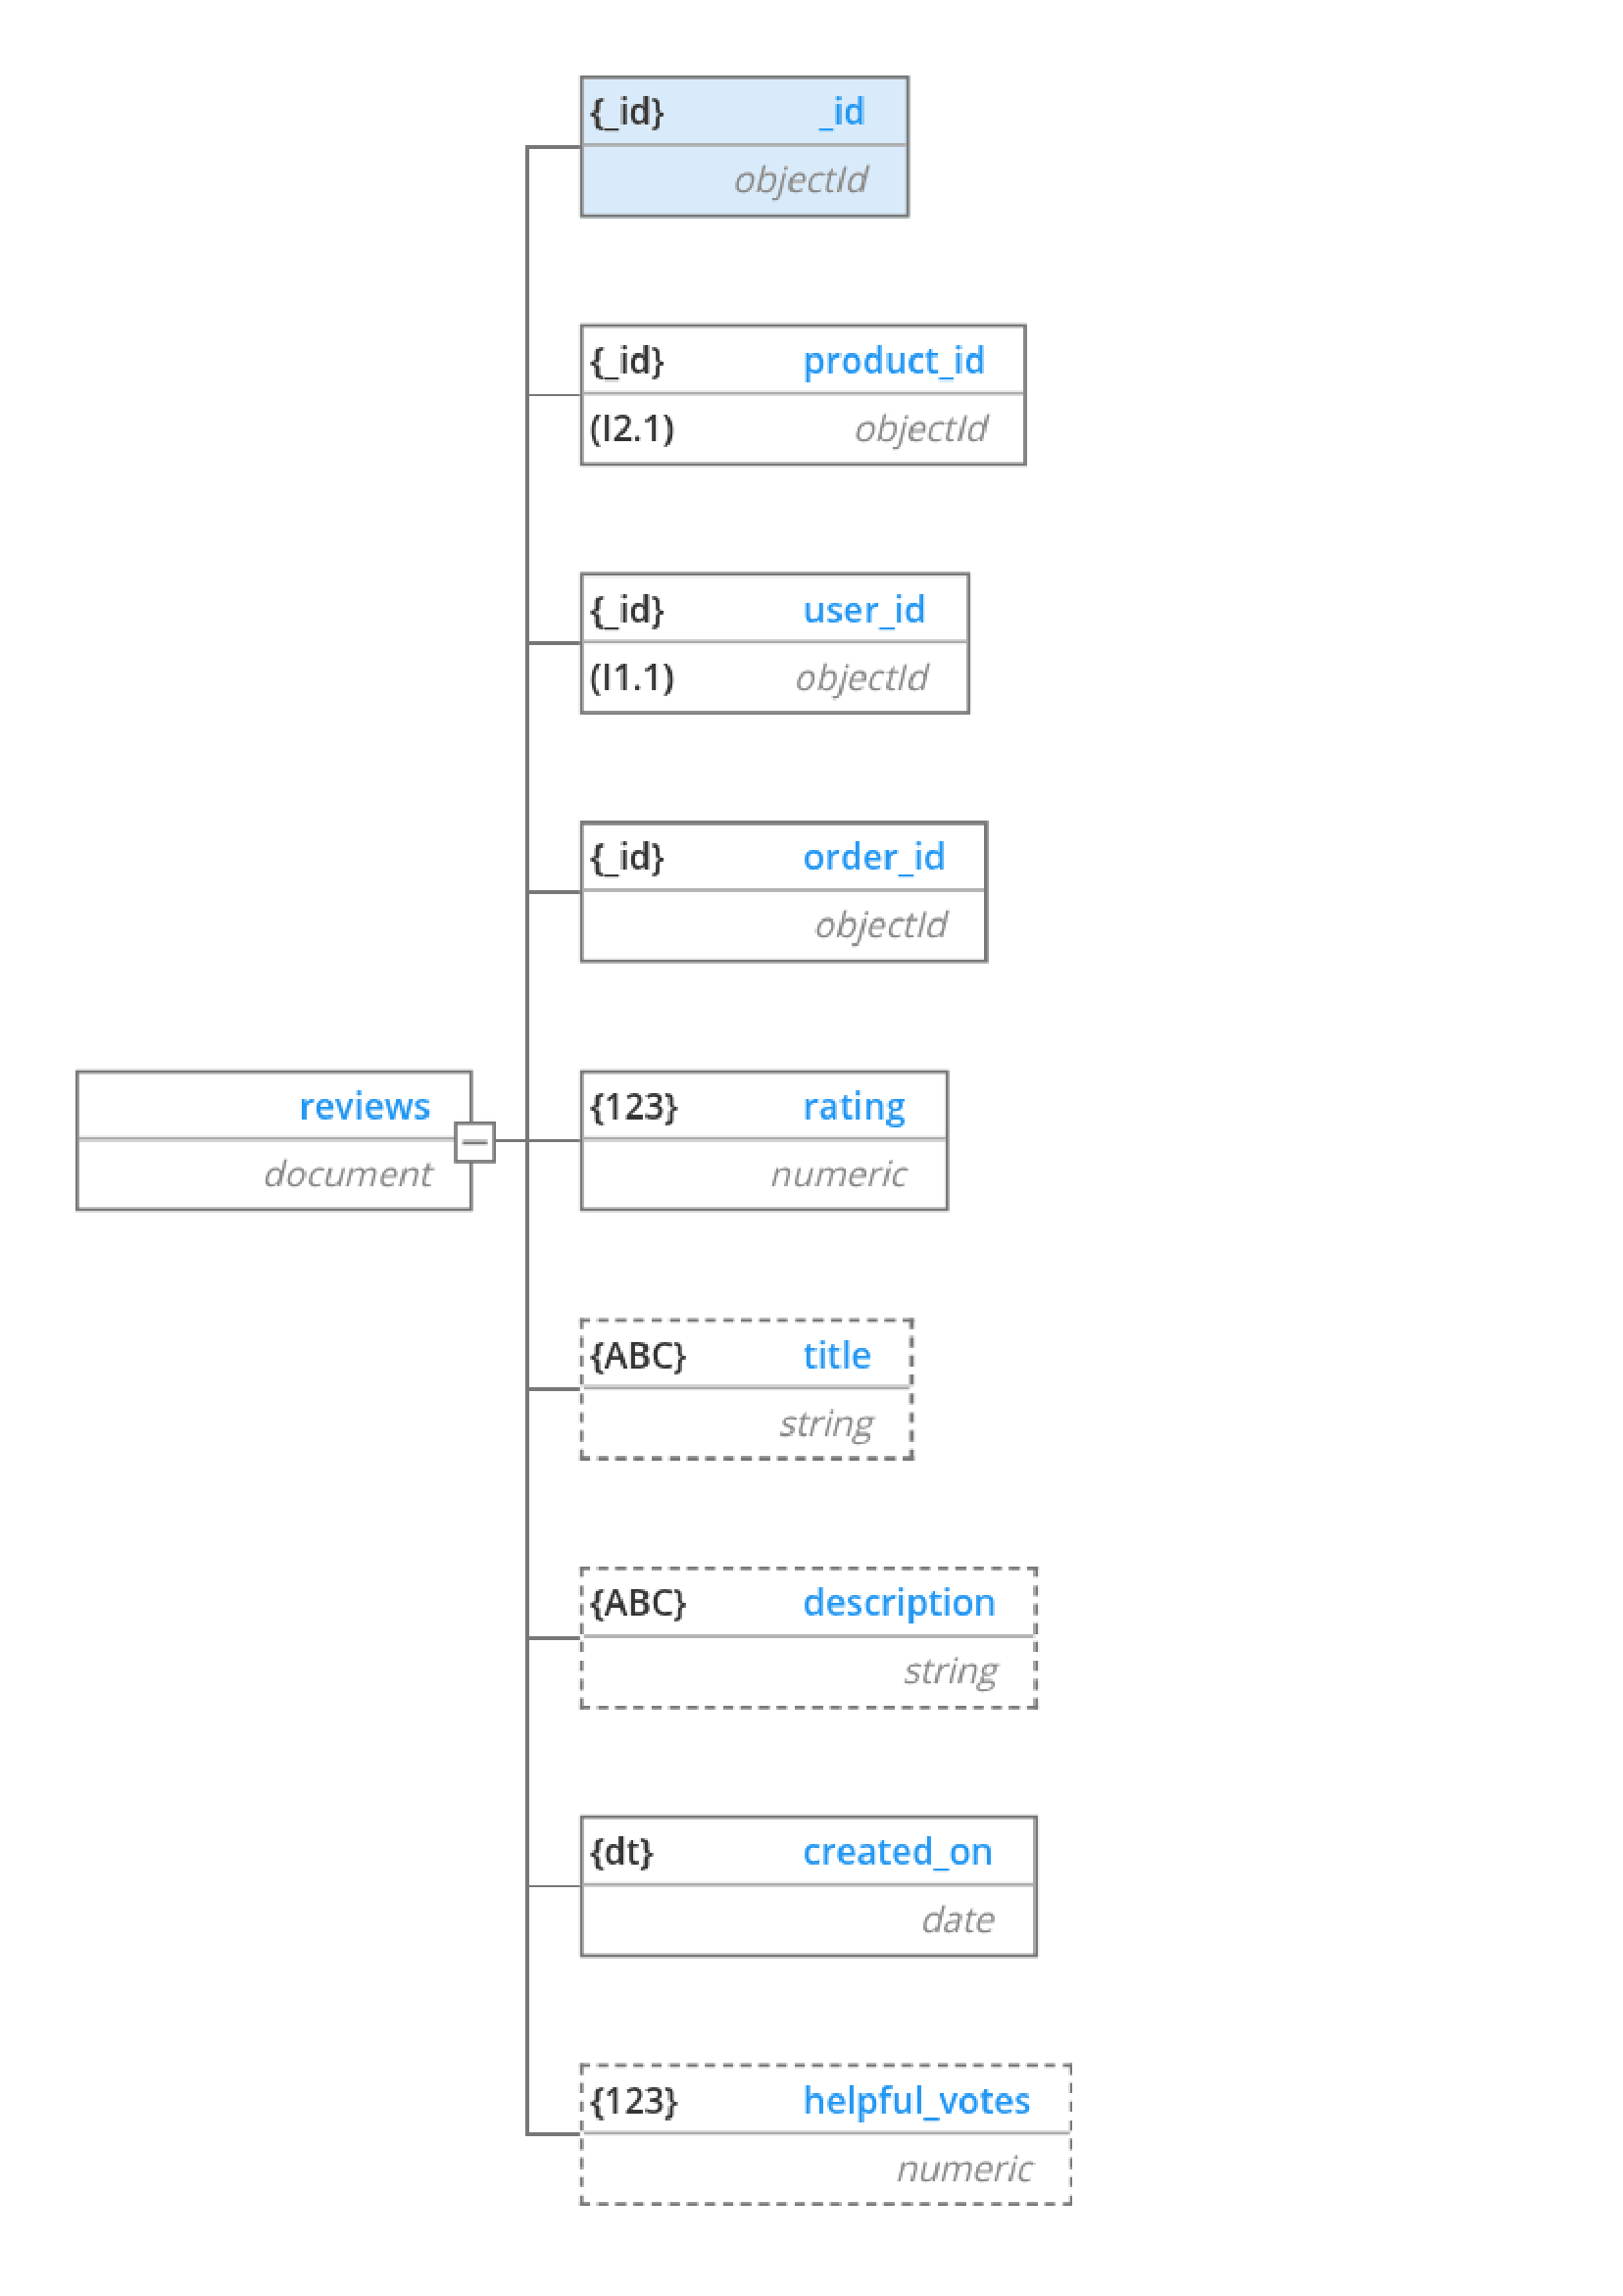 {_id} _id
objectId
{_id} product_id
(I2.1) objectId
{_id} user_id
(I1.1) objectId
{_id} order_id
objectId
reviews
document
{123} rating
numeric
{ABC} title
string
{ABC} description
string
{dt} created_on
date
{123} helpful_votes
numeric